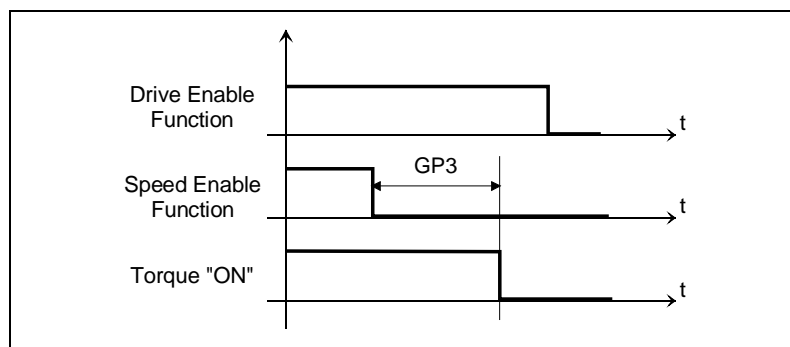 Drive Enable
Function
t
Speed Enable
Function
GP3
t
Torque "ON"
t